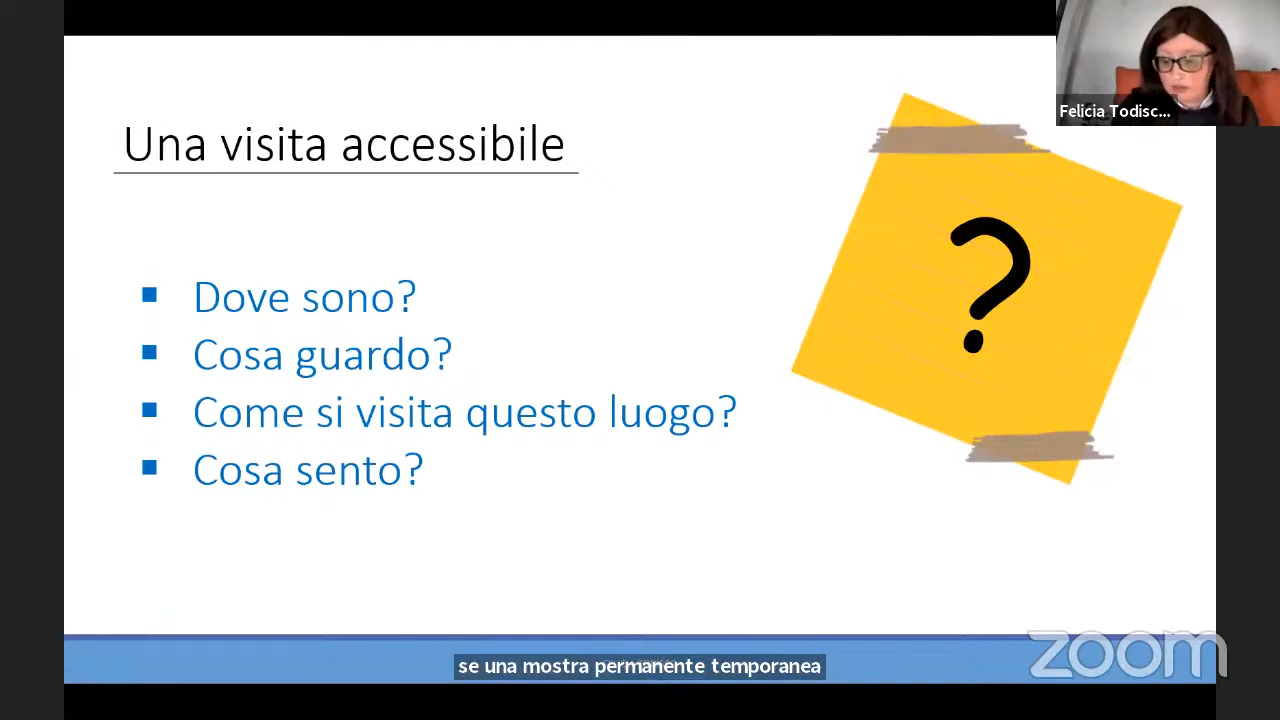 Felicia Todisc...
Una visita accessibile
?
Dove sono?
Cosa guardo?
Come si visita questo luogo?
Cosa sento?
se una mostra permanente temporanea
zoom